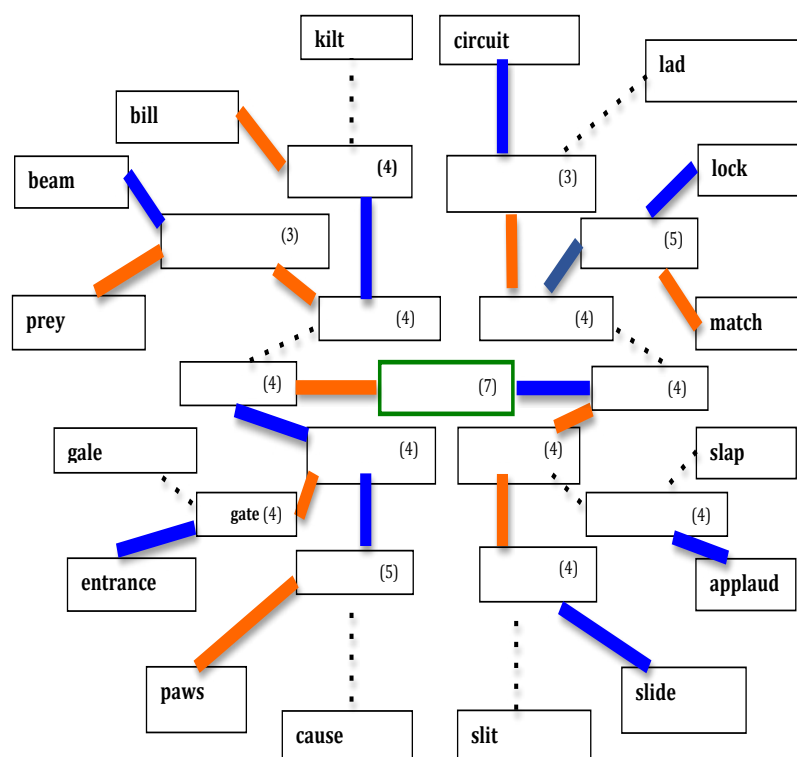 kilt
circuit
lad
bill
(4)
(3)
lock
beam
(3)
(5)
prey
(4)
(4)
match
(4)
(7)
(4)
gale
(4)
(4)
slap
gate (4)
(4)
entrance
(5)
(4)
applaud
paws
slide
cause
slit